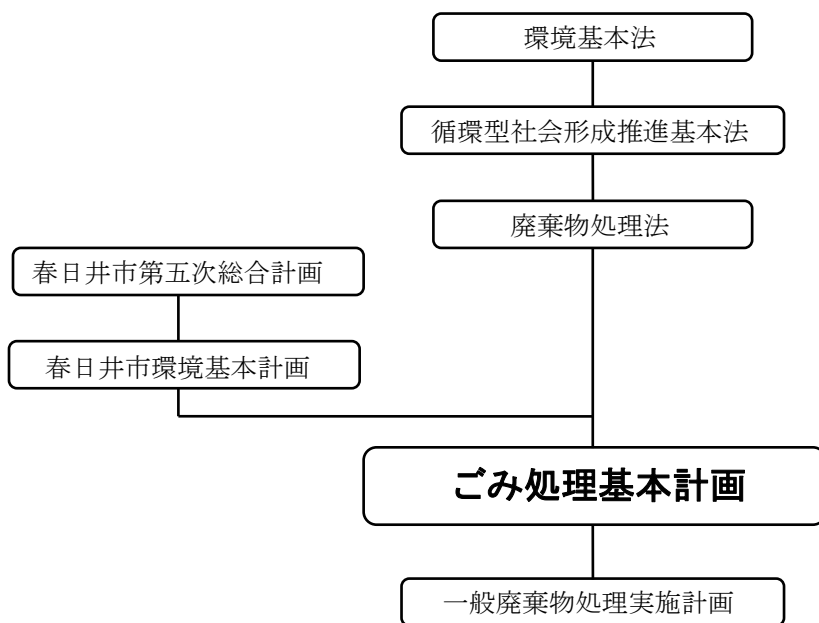 環境基本法
循環型社会形成推進基本法
廃棄物処理法
春日井市第五次総合計画
春日井市環境基本計画
ごみ処理基本計画
一般廃棄物処理実施計画